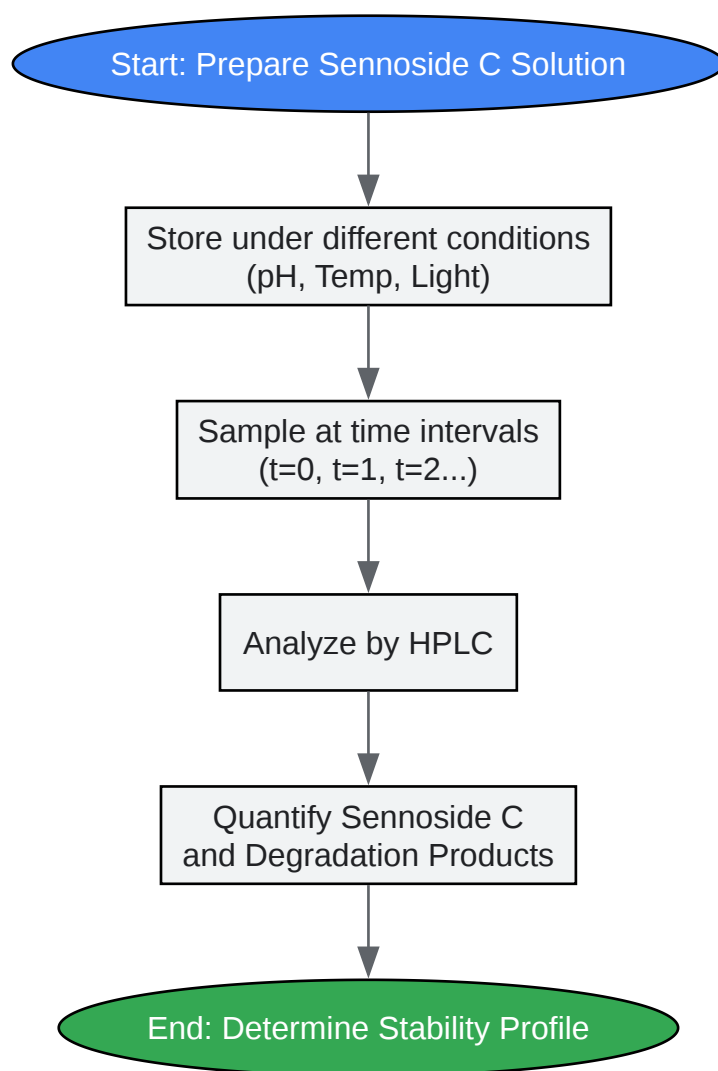 Start: Prepare Sennoside C Solution
Store under different conditions
(pH, Temp, Light)
Sample at time intervals
(t=0, t=1, t=2...)
Analyze by HPLC
Quantify Sennoside C
and Degradation Products
End: Determine Stability Profile